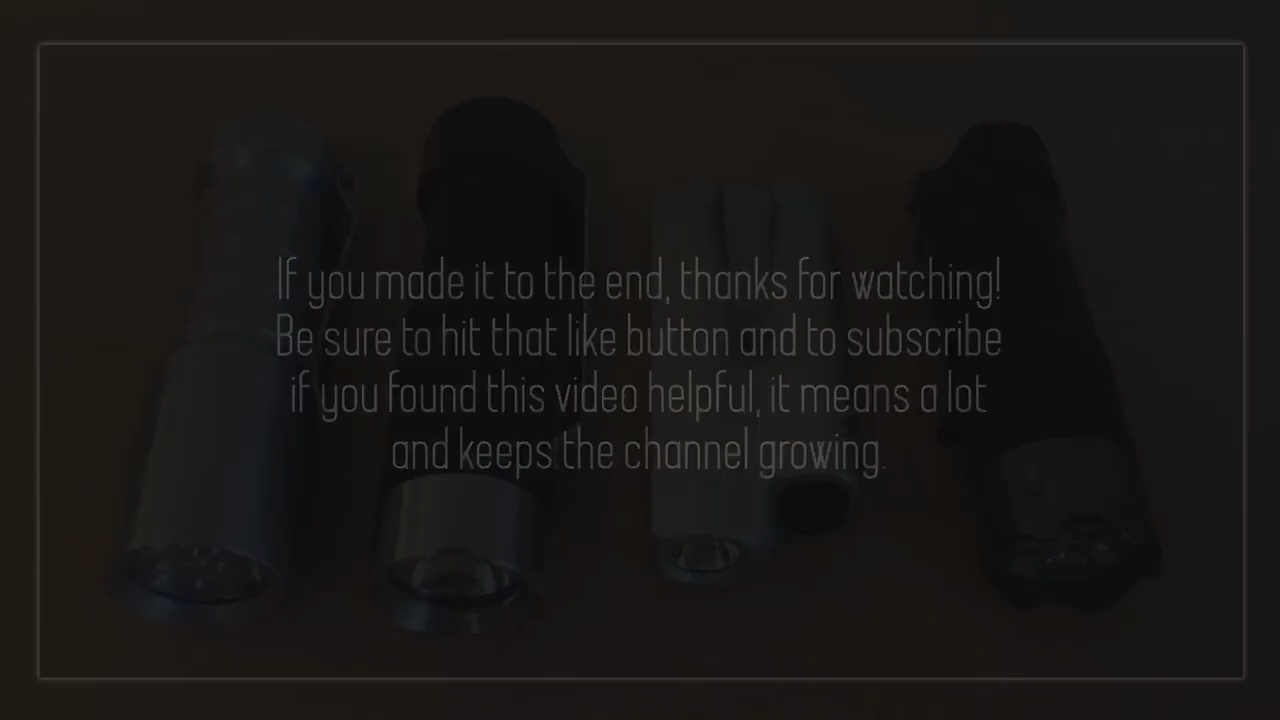 If you made it to the end, thanks for watching!
Be sure to hit that like button and to subscribe
if you found this video helpful, it means a lot
and keeps the channel growing.